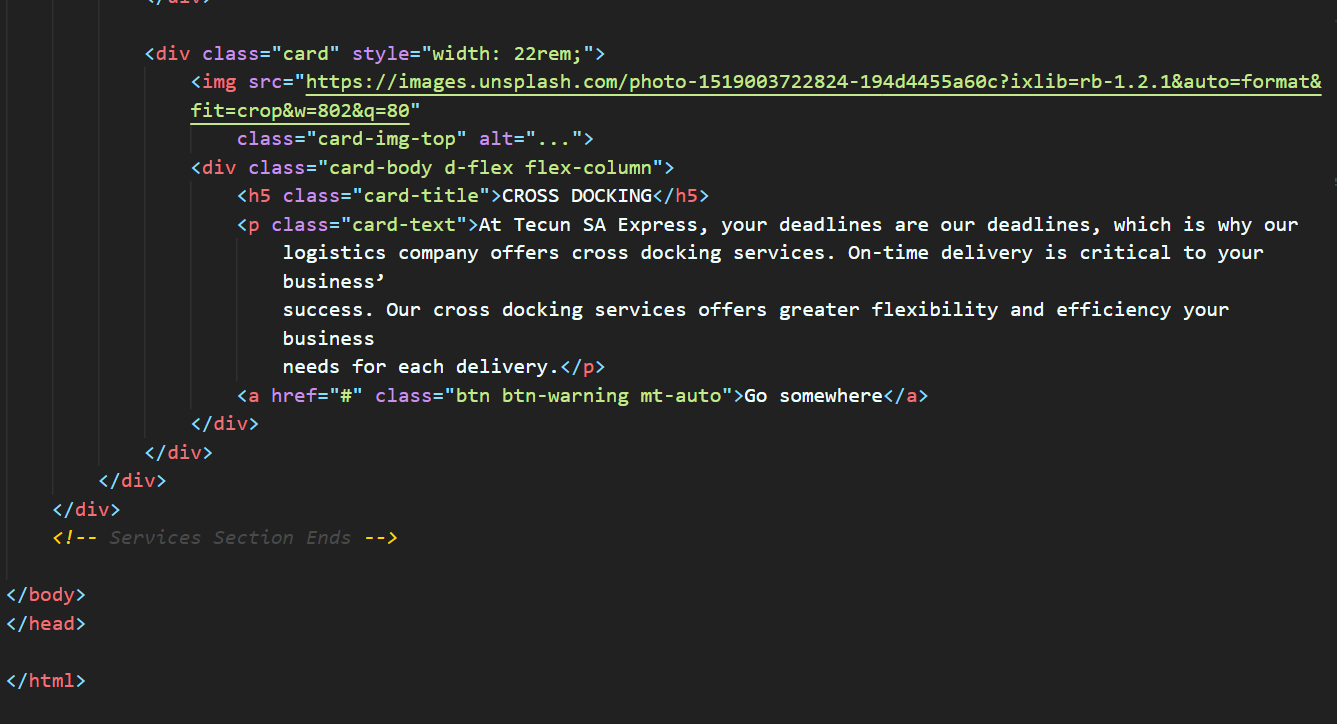 <div class="card" style="width: 22rem;">
<img src="https://images.unsplash.com/photo-1519003722824-194d4455a60c?ixlib=rb-1.2.1&auto=format&
fit=crop&w=802&q=80"
class="card-img-top" alt="...">
<div class="card-body d-flex flex-column">
<h5 class="card-title">CROSS DOCKING</h5>
<p class="card-text">At Tecun SA Express, your deadlines are our deadlines, which is why our
logistics company offers cross docking services. On-time delivery is critical to your
business’
success. Our cross docking services offers greater flexibility and efficiency your
business
needs for each delivery.</p>
<a href="#" class="btn btn-warning mt-auto">Go somewhere</a>
</div>
</div>
</div>
</div>
<!-- Services Section Ends -->
</body>
</head>
</html>